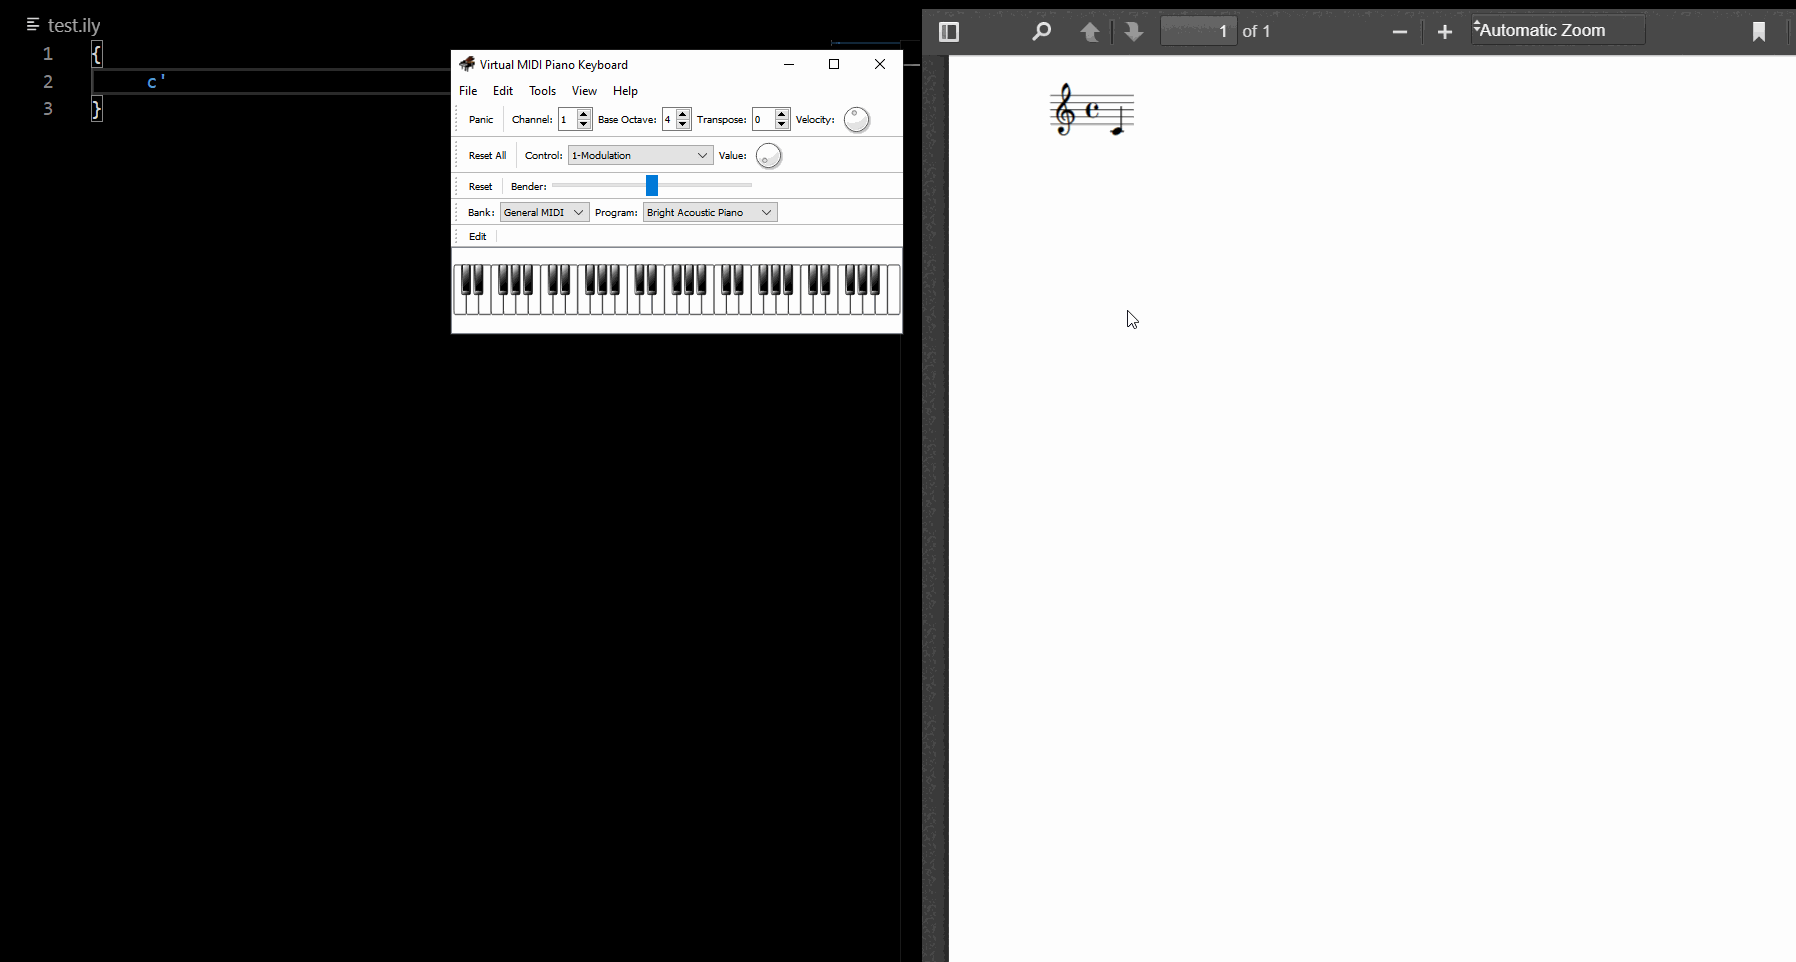 test.ily
1 {
2 c'
3 }
Virtual MIDI Piano Keyboard
File Edit Tools View Help
Panic Channel: 1 Base Octave: 4 Transpose: 0 Velocity:
Reset All Control: 1-Modulation Value:
Reset Bender:
Bank: General MIDI Program: Bright Acoustic Piano
Edit
1 of 1
Automatic Zoom